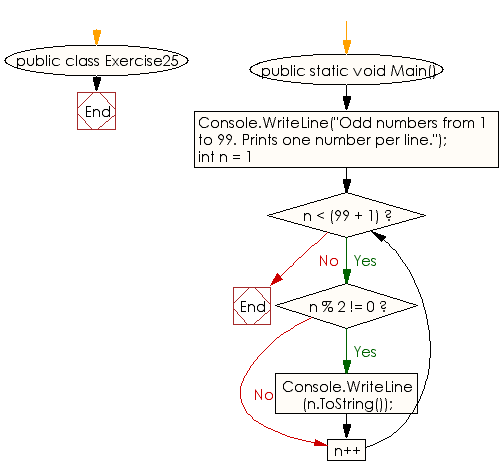 public class Exercise25
End
public static void Main()
Console.WriteLine("Odd numbers from 1
to 99. Prints one number per line.");
int n = 1
n < (99 + 1) ?
No
Yes
End
n % 2 != 0 ?
Yes
No
Console.WriteLine
(n.ToString());
n++